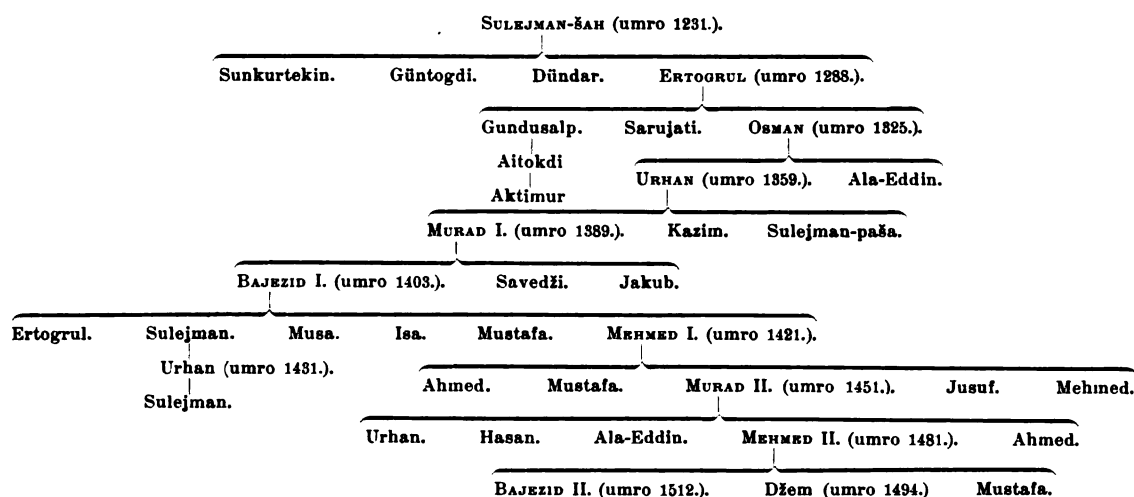 SULEJMAN-ŠAH (umro 1231.).
Sunkurtekin. Güntogdi. Dündar. ERTOGRUL (umro 1288.).
Gundusalp. Sarujati. OSMAN (umro 1325.).
Aitokdi
URHAN (umro 1359.). Ala-Eddin.
Aktimur
MURAD I. (umro 1389.). Kazim. Sulejman-paša.
BAJEZID I. (umro 1403.). Savedži. Jakub.
Ertogrul. Sulejman. Musa. Isa. Mustafa. MEHMED I. (umro 1421.).
Urhan (umro 1431.).
Ahmed. Mustafa. MURAD II. (umro 1451.). Jusuf. Mehmed.
Sulejman.
Urhan. Hasan. Ala-Eddin. MEHMED II. (umro 1481.). Ahmed.
BAJEZID II. (umro 1512.). Džem (umro 1494.) Mustafa.